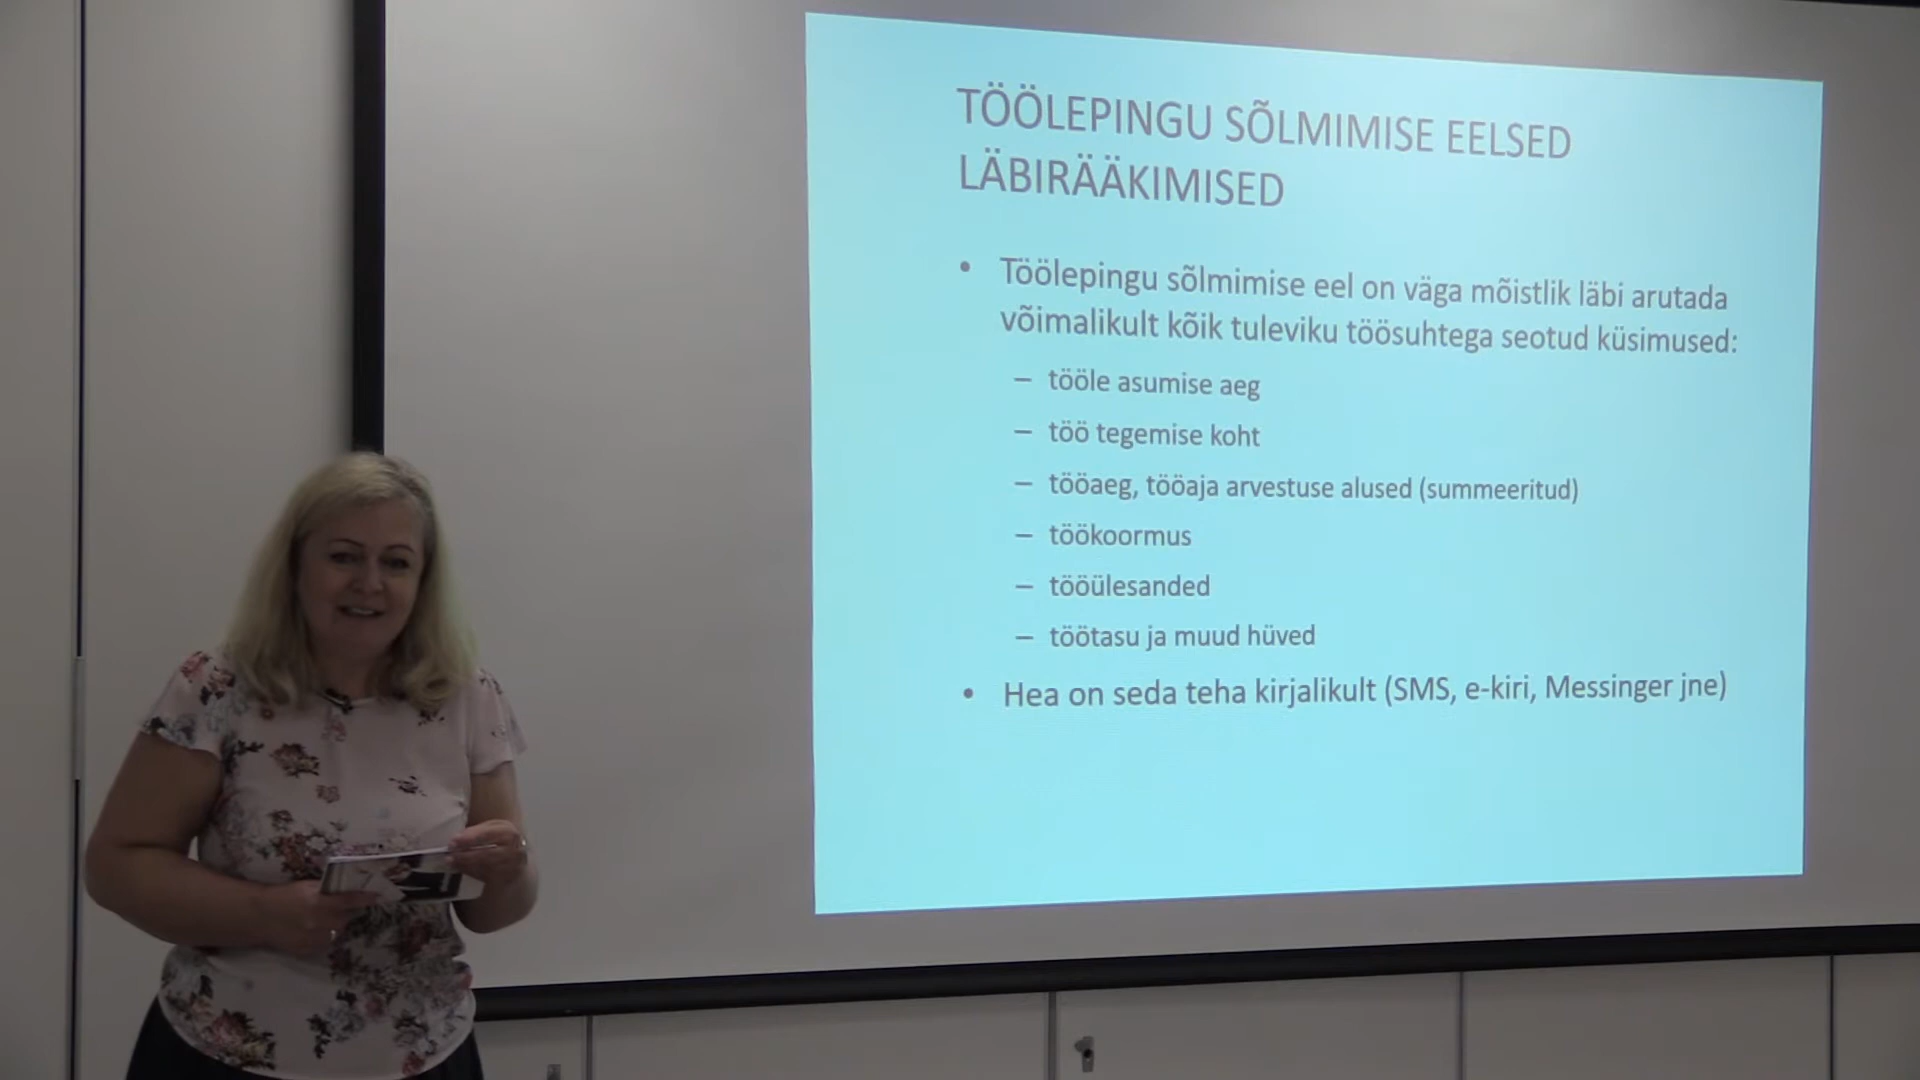 TÖÖLEPINGU SÕLMIMISE EELSED
LÄBIRÄÄKIMISED
• Töölepingu sõlmimise eel on väga mõistlik läbi arutada
võimalikult kõik tuleviku töösuhtega seotud küsimused:
– tööle asumise aeg
– töö tegemise koht
– tööaeg, tööaja arvestuse alused (summeeritud)
– töökoormus
– tööülesanded
– töötasu ja muud hüved
• Hea on seda teha kirjalikult (SMS, e-kiri, Messinger jne)